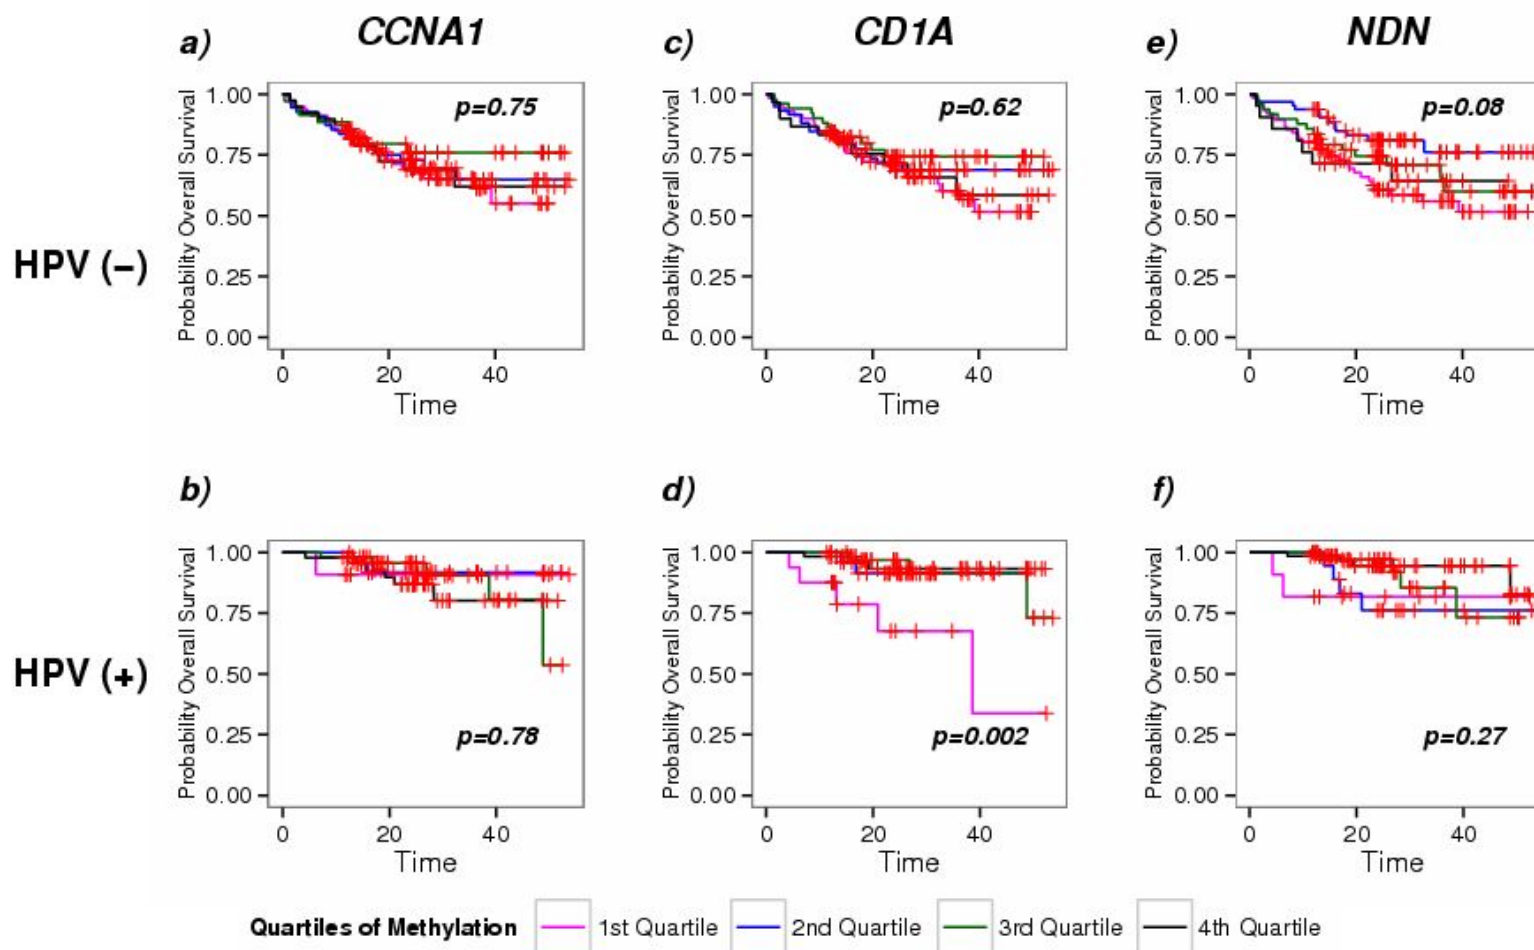 a) CCNA1 c) CD1A e) NDN
HPV (−)
Probability Overall Survival
1.00
0.75
0.50
0.25
0.00
p=0.75
0 20 40
Time
Probability Overall Survival
1.00
0.75
0.50
0.25
0.00
p=0.62
0 20 40
Time
Probability Overall Survival
1.00
0.75
0.50
0.25
0.00
p=0.08
0 20 40
Time
b) d) f)
HPV (+)
Probability Overall Survival
1.00
0.75
0.50
0.25
0.00
p=0.78
0 20 40
Time
Probability Overall Survival
1.00
0.75
0.50
0.25
0.00
p=0.002
0 20 40
Time
Probability Overall Survival
1.00
0.75
0.50
0.25
0.00
p=0.27
0 20 40
Time
Quartiles of Methylation 1st Quartile 2nd Quartile 3rd Quartile 4th Quartile